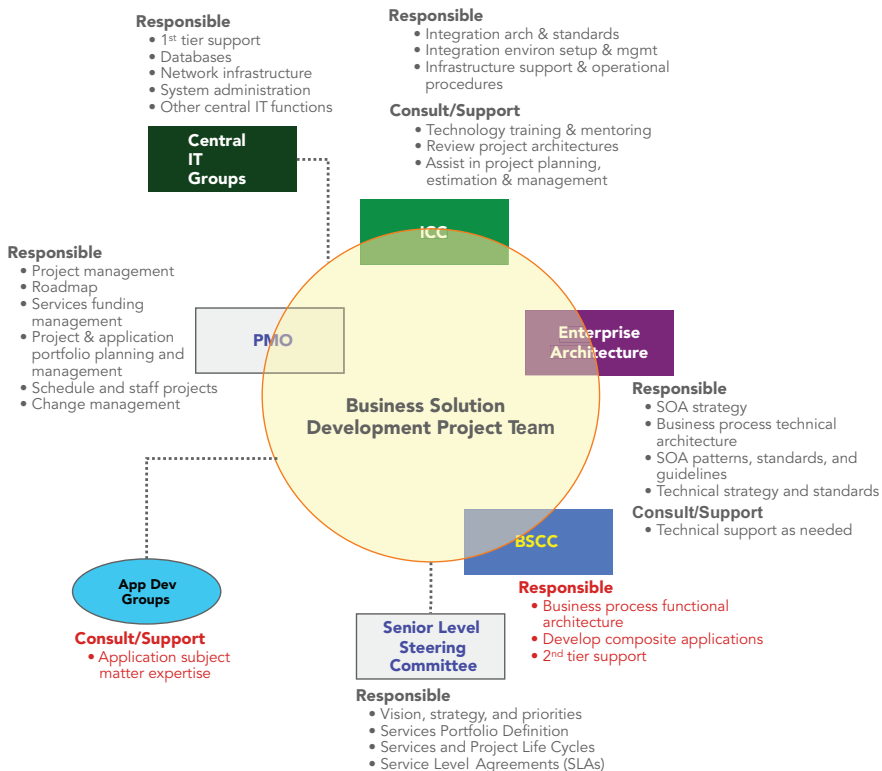 Responsible
• 1st tier support
• Databases
• Network infrastructure
• System administration
• Other central IT functions
Central
IT
Groups
Responsible
• Integration arch & standards
• Integration environ setup & mgmt
• Infrastructure support & operational
procedures
Consult/Support
• Technology training & mentoring
• Review project architectures
• Assist in project planning,
estimation & management
ICC
Responsible
• Project management
• Roadmap
• Services funding
management
• Project & application
portfolio planning and
management
• Schedule and staff projects
• Change management
PMO
Enterprise
Architecture
Business Solution
Development Project Team
Responsible
• SOA strategy
• Business process technical
architecture
• SOA patterns, standards, and
guidelines
• Technical strategy and standards
Consult/Support
• Technical support as needed
BSCC
Responsible
• Business process functional
architecture
• Develop composite applications
• 2nd tier support
App Dev
Groups
Consult/Support
• Application subject
matter expertise
Senior Level
Steering
Committee
Responsible
• Vision, strategy, and priorities
• Services Portfolio Definition
• Services and Project Life Cycles
• Service Level Agreements (SLAs)